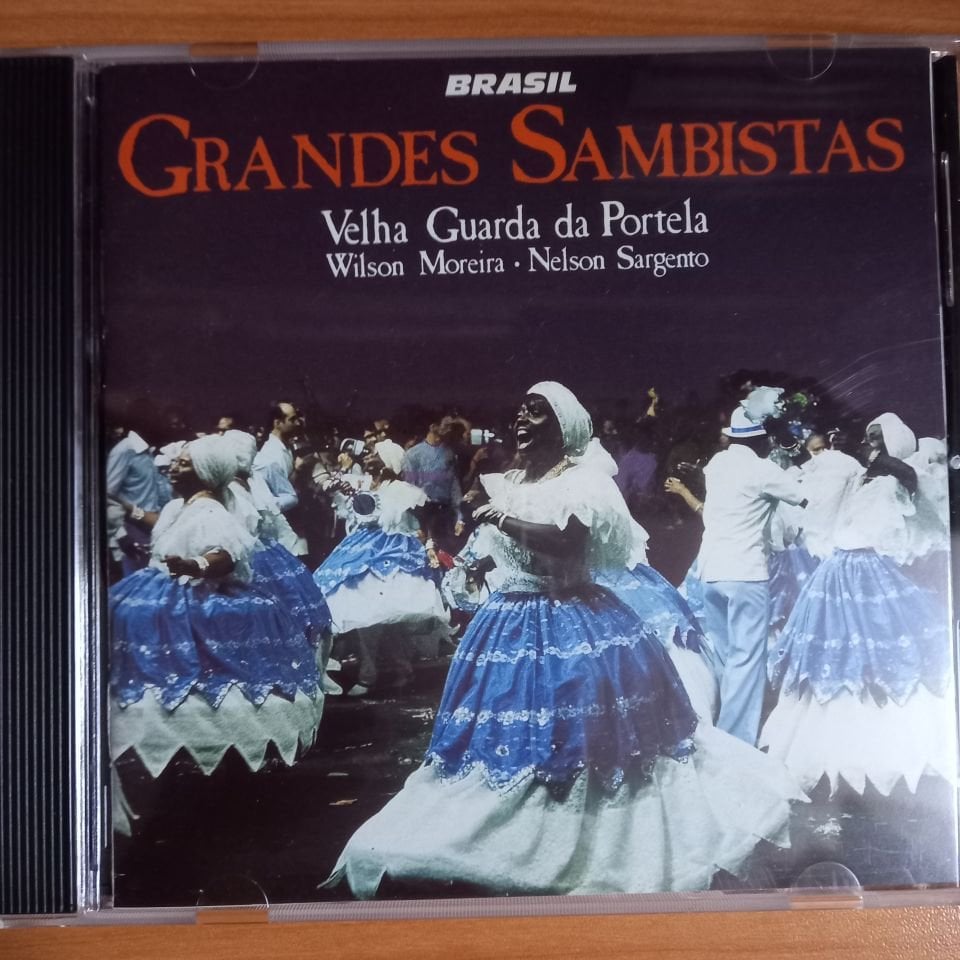 BRASIL
GRANDES SAMBISTAS
Velha Guarda da Portela
Wilson Moreira · Nelson Sargento